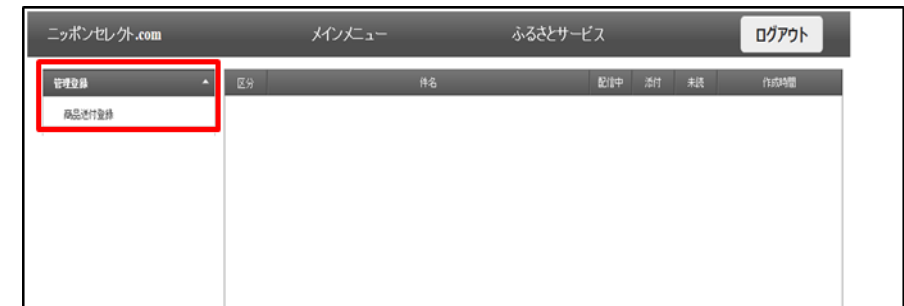 ニッポンセレクト.com メインメニュー ふるさとサービス ログアウト
管理登録 区分 件名 配信中 添付 未読 作成時間
商品送付登録